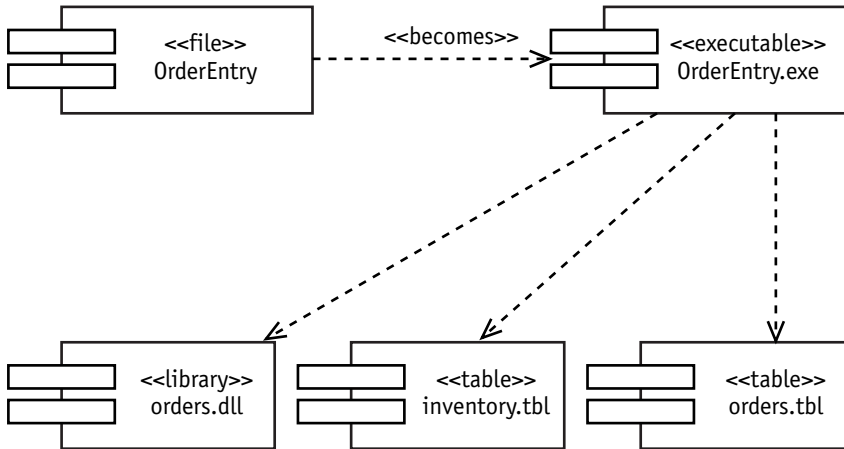 <<file>>
OrderEntry
<<becomes>>
<<executable>>
OrderEntry.exe
<<library>>
orders.dll
<<table>>
inventory.tbl
<<table>>
orders.tbl